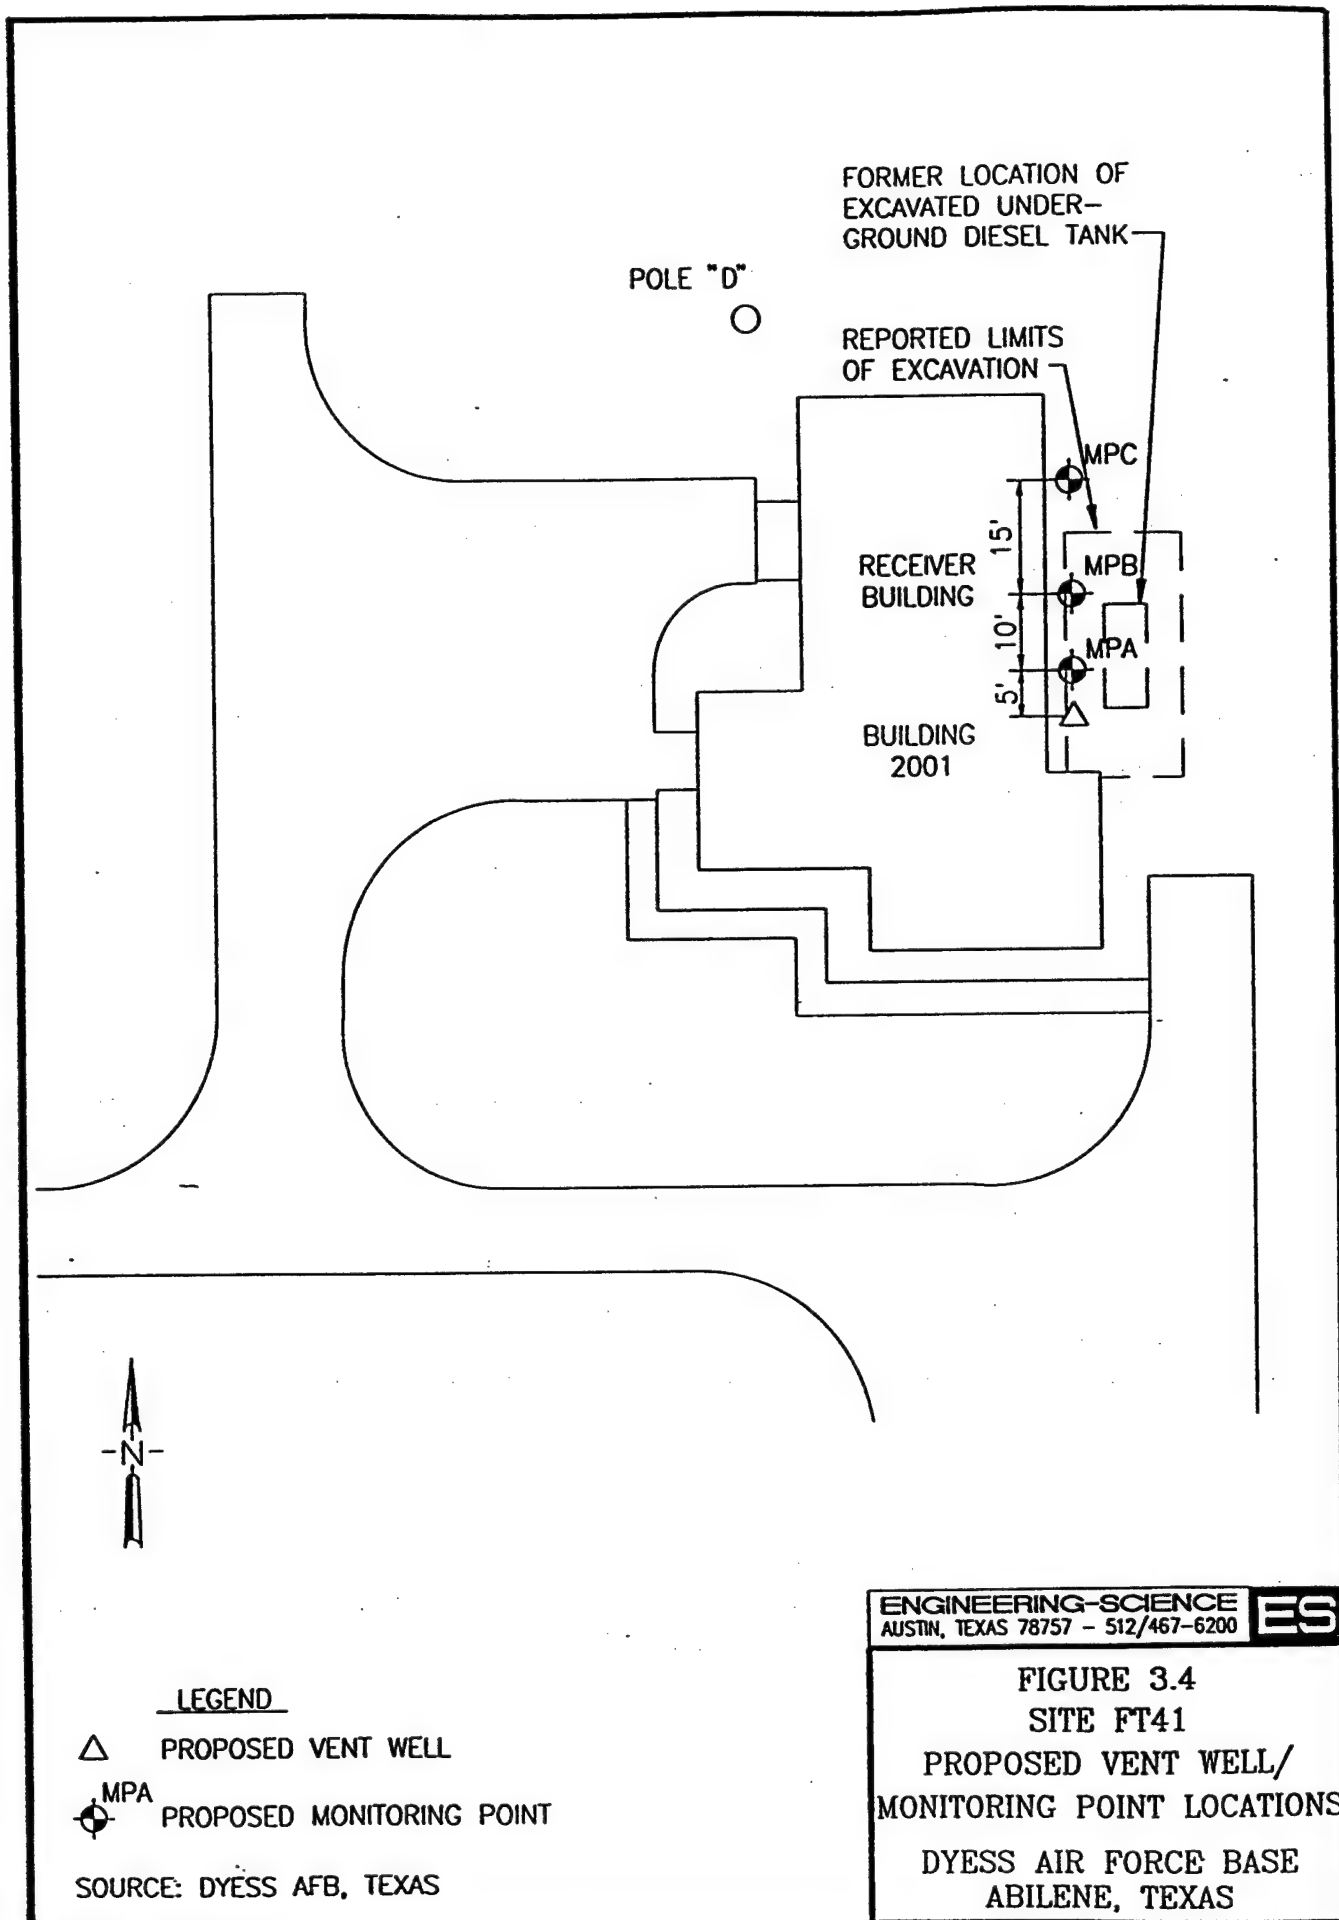 FORMER LOCATION OF
EXCAVATED UNDER-
GROUND DIESEL TANK
POLE "D"
REPORTED LIMITS
OF EXCAVATION
MPC
15'
RECEIVER
BUILDING
MPB
10'
MPA
5'
BUILDING
2001
-N-
ENGINEERING-SCIENCE
AUSTIN, TEXAS 78757 - 512/467-6200
ES
FIGURE 3.4
SITE FT41
PROPOSED VENT WELL/
MONITORING POINT LOCATIONS
DYESS AIR FORCE BASE
ABILENE, TEXAS
LEGEND
PROPOSED VENT WELL
MPA
PROPOSED MONITORING POINT
SOURCE: DYESS AFB, TEXAS